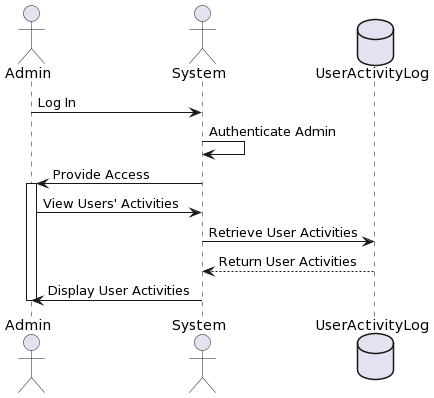 Admin
System
UserActivityLog
Log In
Authenticate Admin
Provide Access
View Users' Activities
Retrieve User Activities
Return User Activities
Display User Activities
Admin
System
UserActivityLog